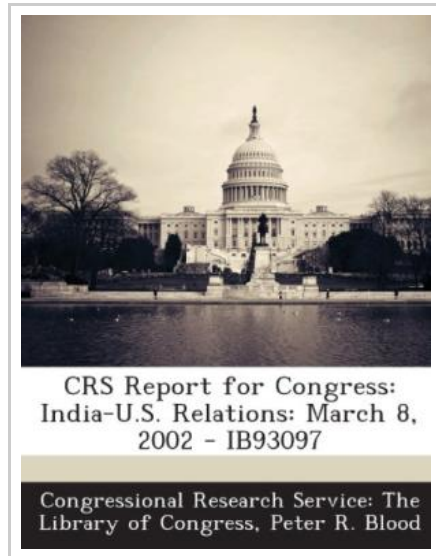 CRS Report for Congress:
India-U.S. Relations: March 8,
2002 - IB93097
Congressional Research Service: The
Library of Congress, Peter R. Blood